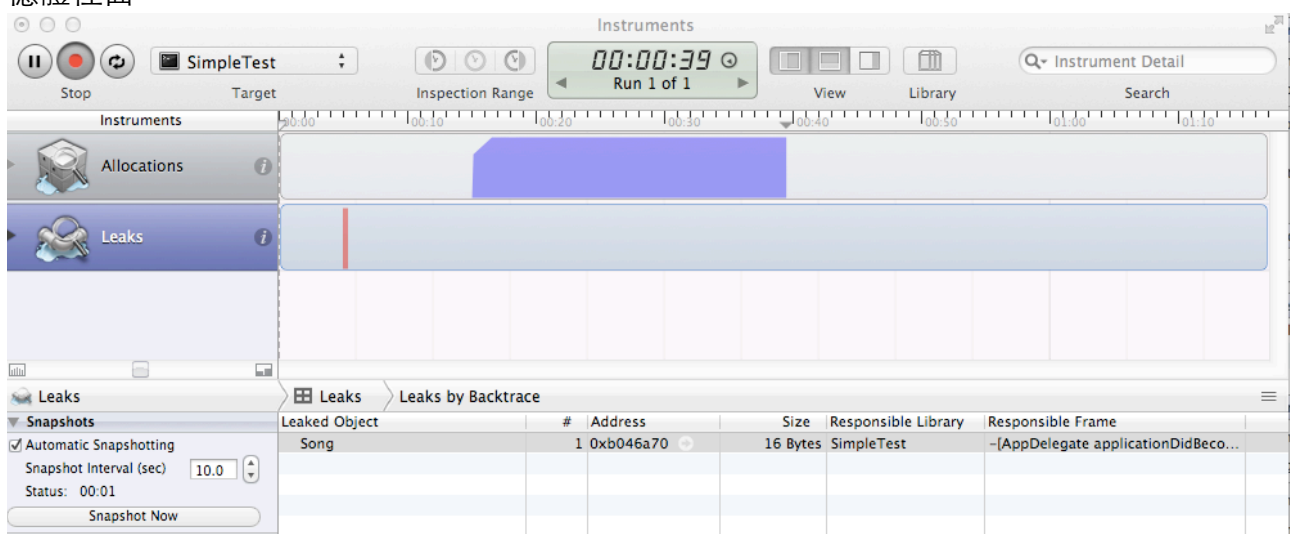 Instruments
SimpleTest
00:00:39
Run 1 of 1
Instrument Detail
Stop
Target
Inspection Range
View
Library
Search
Instruments
00:00
00:10
00:20
00:30
00:40
00:50
01:00
01:10
Allocations
Leaks
Leaks
Leaks
Leaks by Backtrace
Snapshots
Leaked Object # Address Size Responsible Library Responsible Frame
Automatic Snapshotting
Song 1 0xb046a70 16 Bytes SimpleTest -[AppDelegate applicationDidBeco...
Snapshot Interval (sec) 10.0
Status: 00:01
Snapshot Now